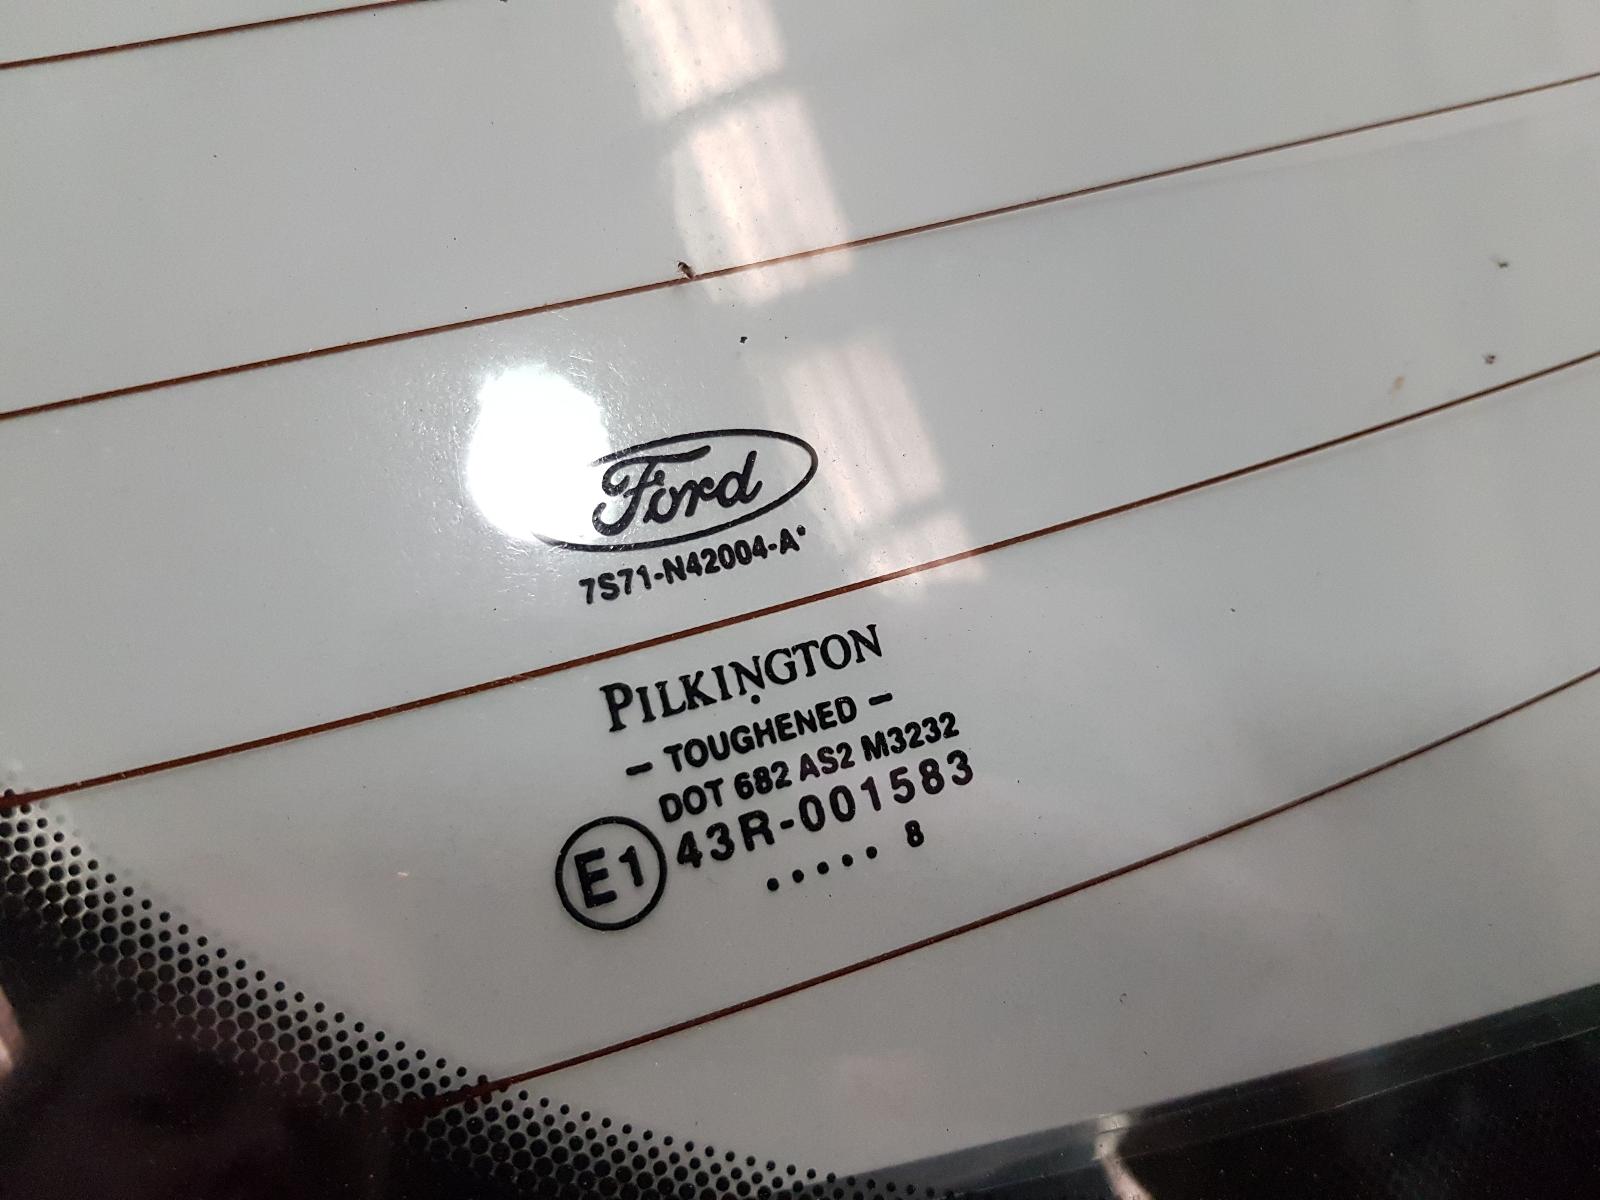 Ford
7S71-N42004-A
PILKINGTON
- TOUGHENED -
DOT 682 AS2 M3232
E1 43R-001583
..... 8